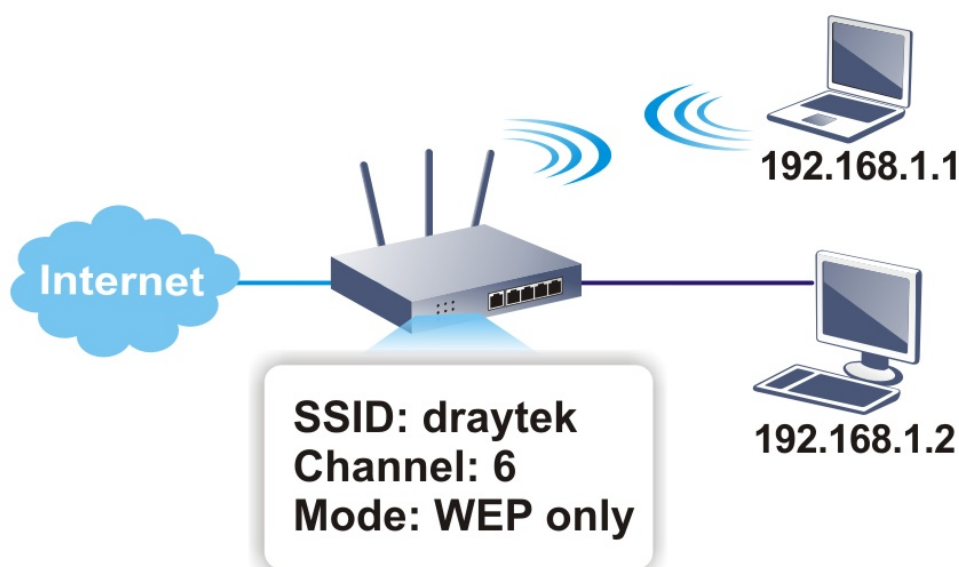 192.168.1.1
Internet
SSID: draytek
Channel: 6
Mode: WEP only
192.168.1.2